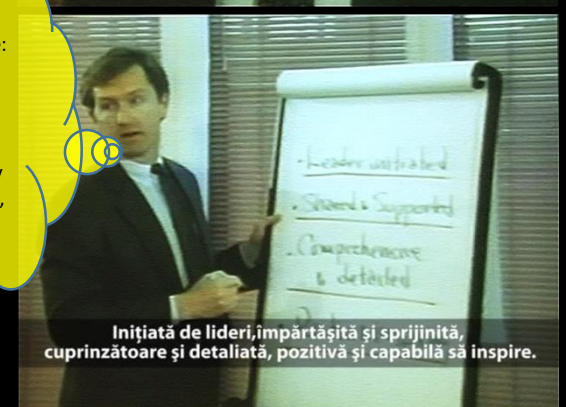 • Leader initiated
• Shared & Supported
• Comprehensive
& detailed
Inițiată de lideri,împărtășită și sprijinită,
cuprinzătoare și detaliată, pozitivă și capabilă să inspire.